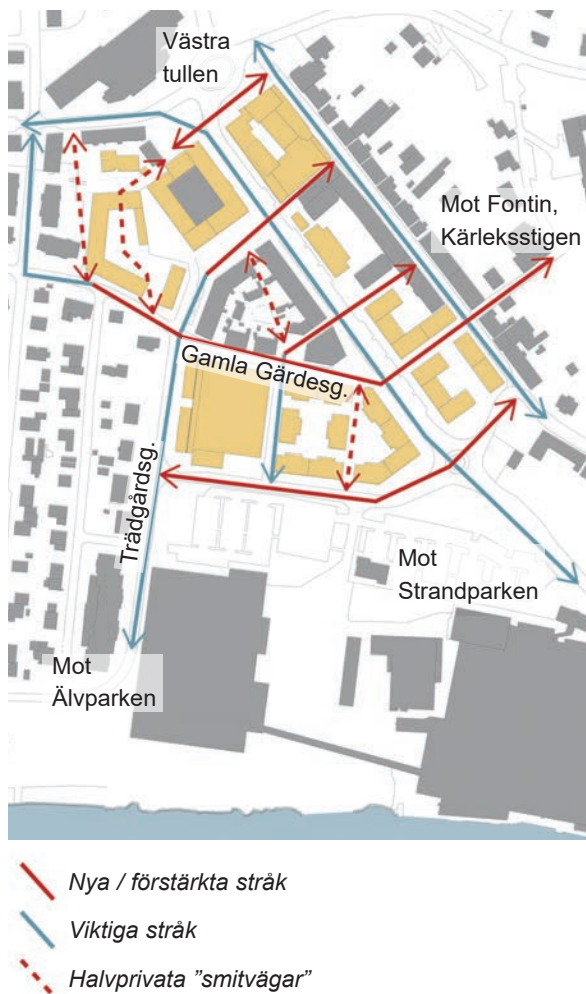 Västra
tullen
Mot Fontin,
Kärleksstigen
Gamla Gärdesg.
Trädgårdsg.
Mot
Strandparken
Mot
Älvparken
Nya / förstärkta stråk
Viktiga stråk
Halvprivata "smitvägar"